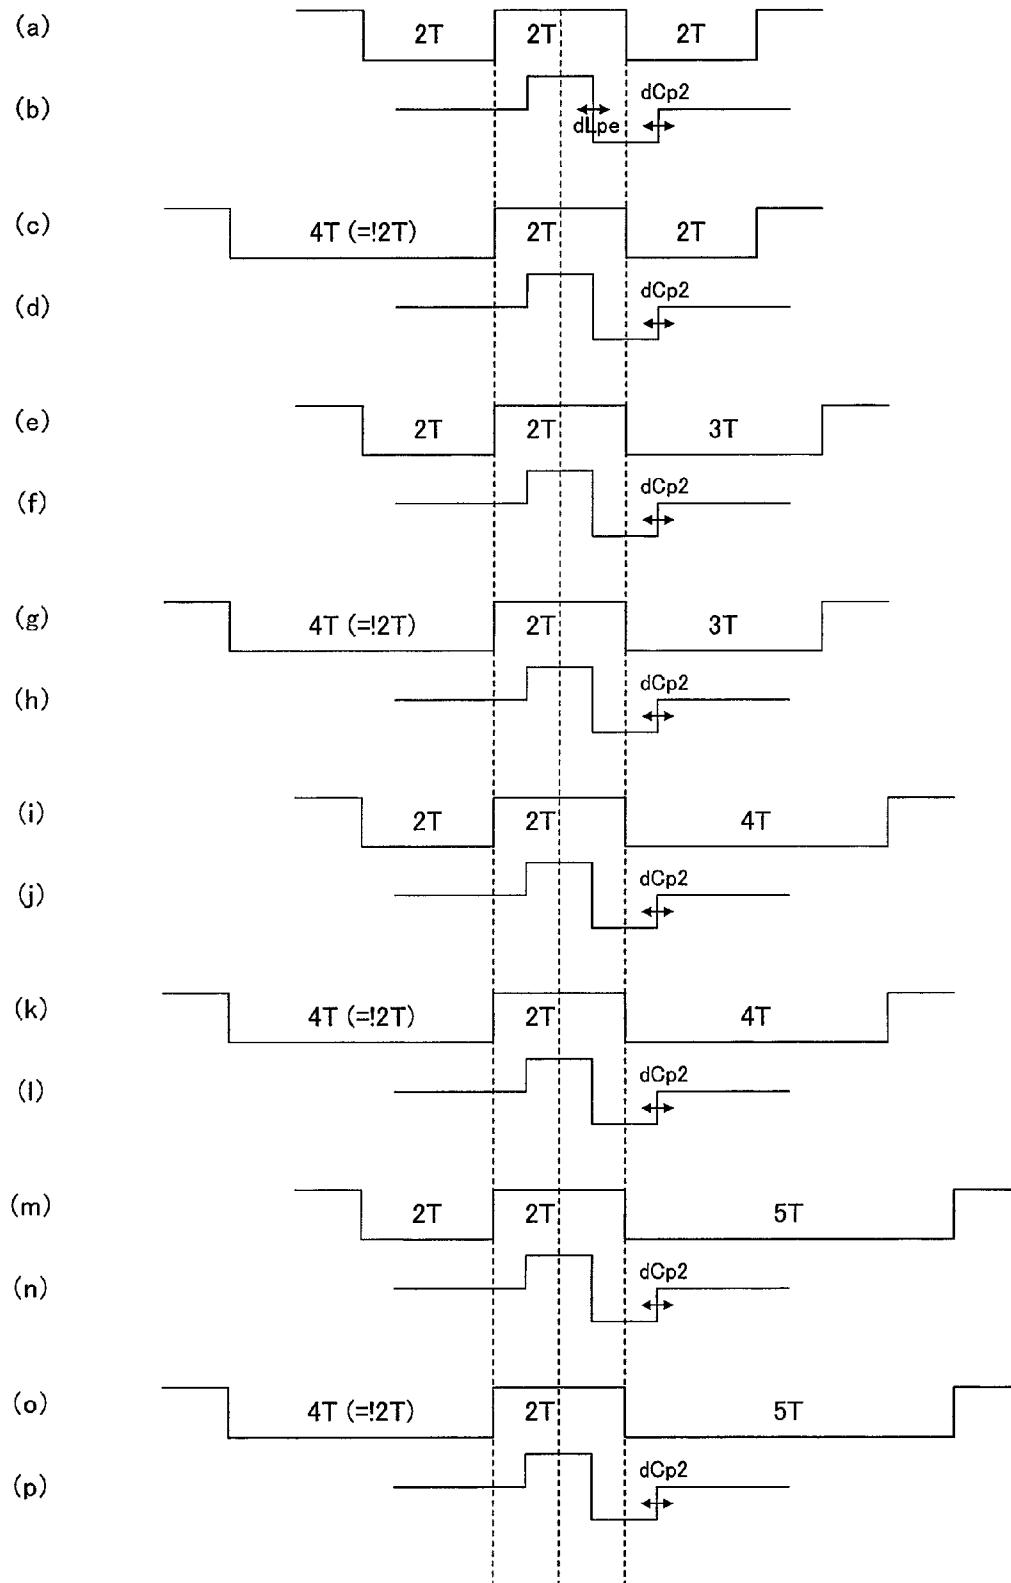 (a) 2T 2T 2T
(b) dLpe dCp2
(c) 4T (=!2T) 2T 2T
(d) dCp2
(e) 2T 2T 3T
(f) dCp2
(g) 4T (=!2T) 2T 3T
(h) dCp2
(i) 2T 2T 4T
(j) dCp2
(k) 4T (=!2T) 2T 4T
(l) dCp2
(m) 2T 2T 5T
(n) dCp2
(o) 4T (=!2T) 2T 5T
(p) dCp2